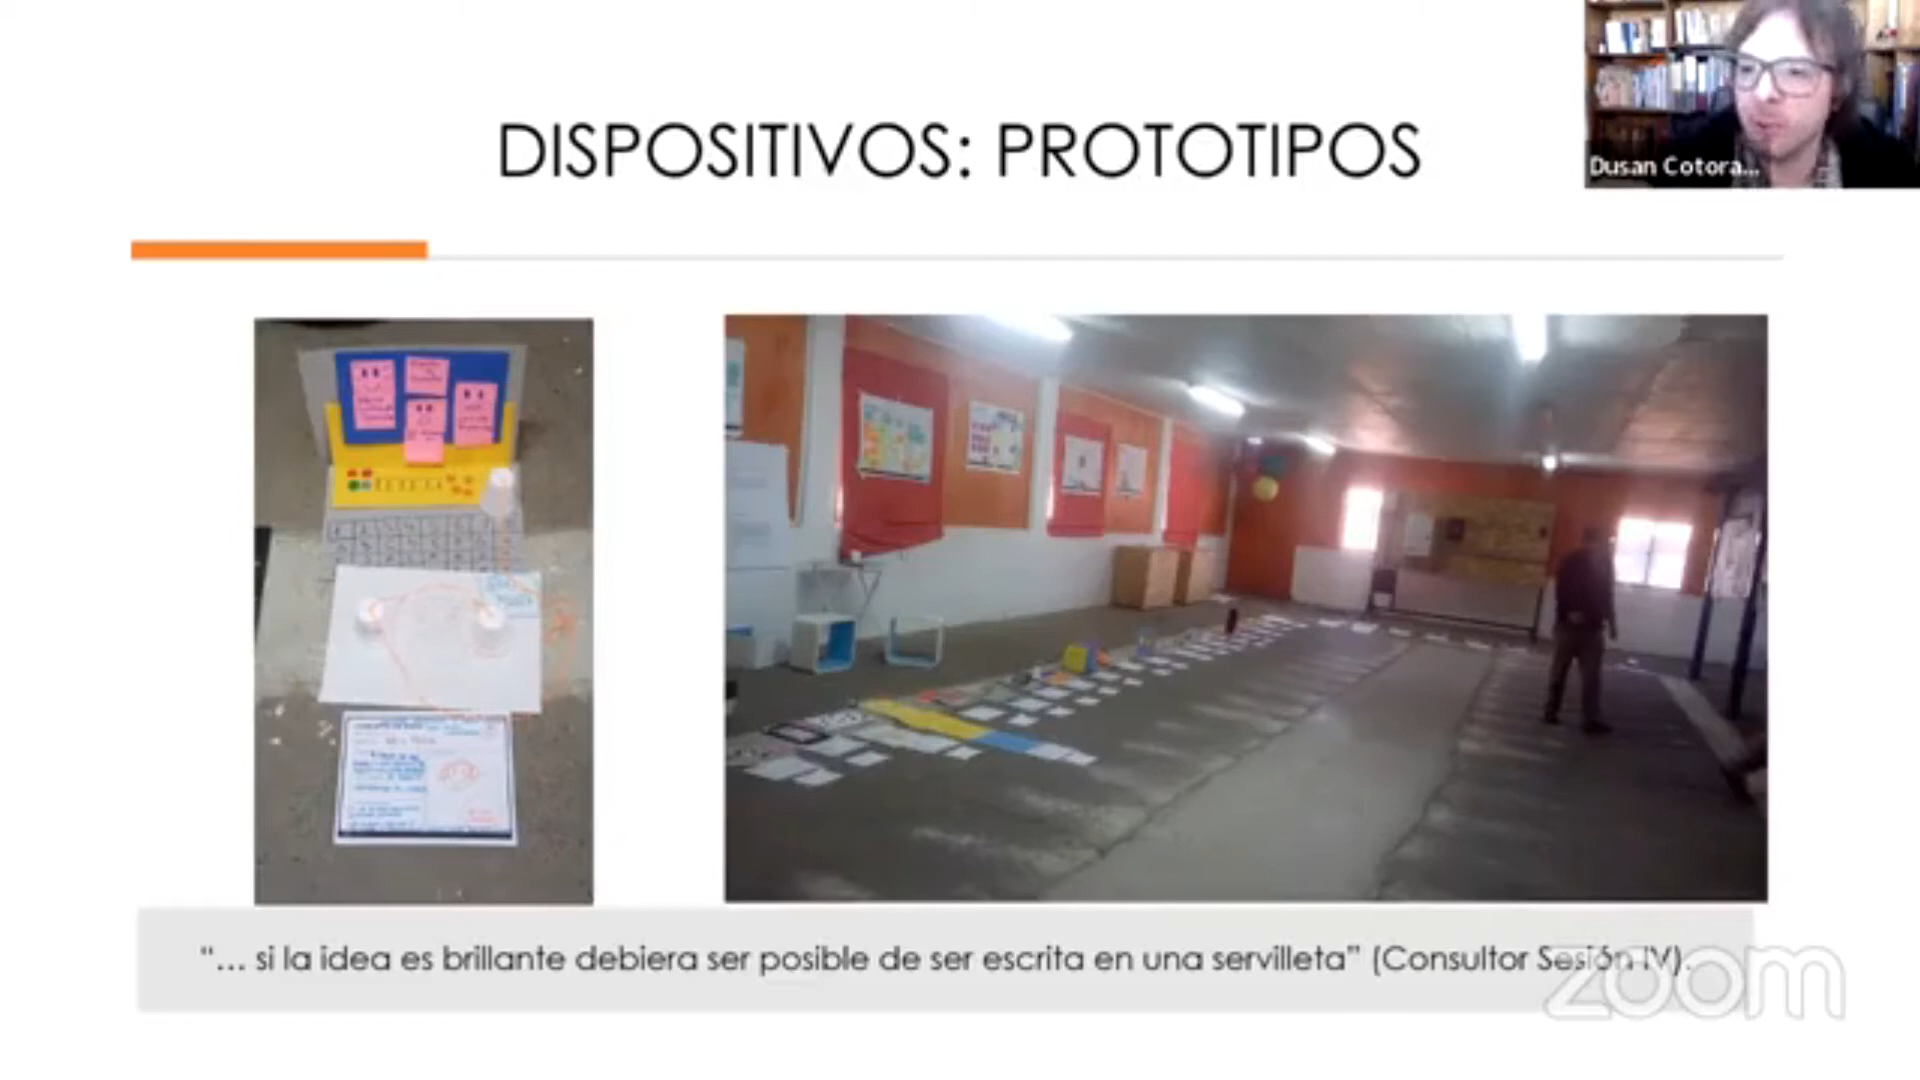 DISPOSITIVOS: PROTOTIPOS
Dusan Cotora...
"... si la idea es brillante debiera ser posible de ser escrita en una servilleta" (Consultor Sesión IV).
zoom